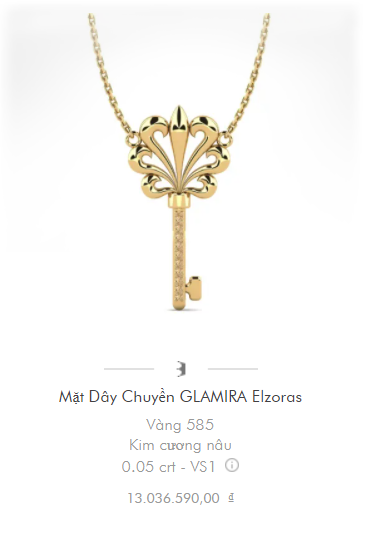 Mặt Dây Chuyền GLAMIRA Elzoras
Vàng 585
Kim cương nâu
0.05 crt - VS1
13.036.590,00 ₫